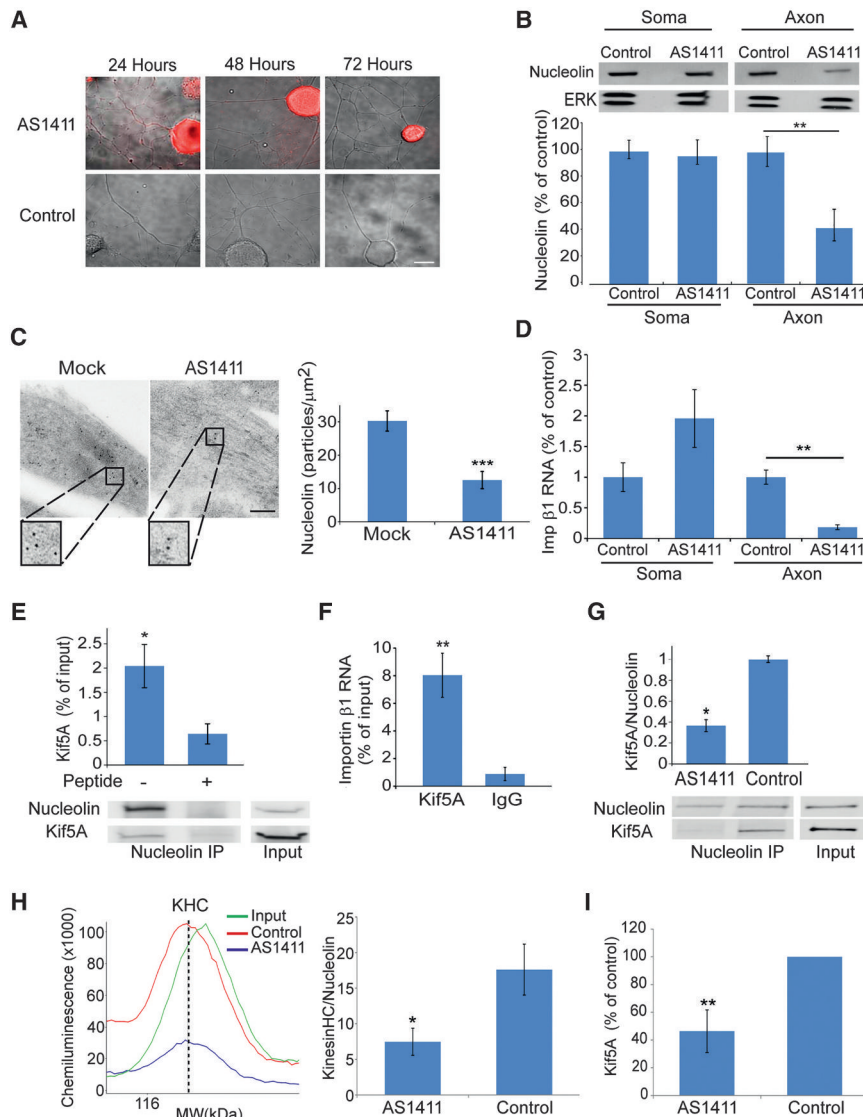 A
24 Hours 48 Hours 72 Hours
AS1411
Control
B
Soma Axon
Control AS1411 Control AS1411
Nucleolin
ERK
Nucleolin (% of control)
120
100
80
60
40
20
0
**
Control AS1411 Control AS1411
Soma Axon
C
Mock AS1411
Nucleolin (particles/μm²)
40
30
20
10
0
***
Mock AS1411
D
Imp β1 RNA (% of control)
3
2.5
2
1.5
1
0.5
0
**
Control AS1411 Control AS1411
Soma Axon
E
Kif5A (% of input)
2.5
2
1.5
1
0.5
0
*
Peptide - +
Nucleolin
Kif5A
Nucleolin IP Input
F
Importin β1 RNA
(% of input)
10
8
6
4
2
0
**
Kif5A IgG
G
Kif5A/Nucleolin
1
0.8
0.6
0.4
0.2
0
*
AS1411 Control
Nucleolin
Kif5A
Nucleolin IP Input
H
Chemiluminescence (x1000)
100
80
60
40
20
0
KHC
Input
Control
AS1411
116
MW(kDa)
KinesinHC/Nucleolin
25
20
15
10
5
0
*
AS1411 Control
I
Kif5A (% of control)
120
100
80
60
40
20
0
**
AS1411 Control